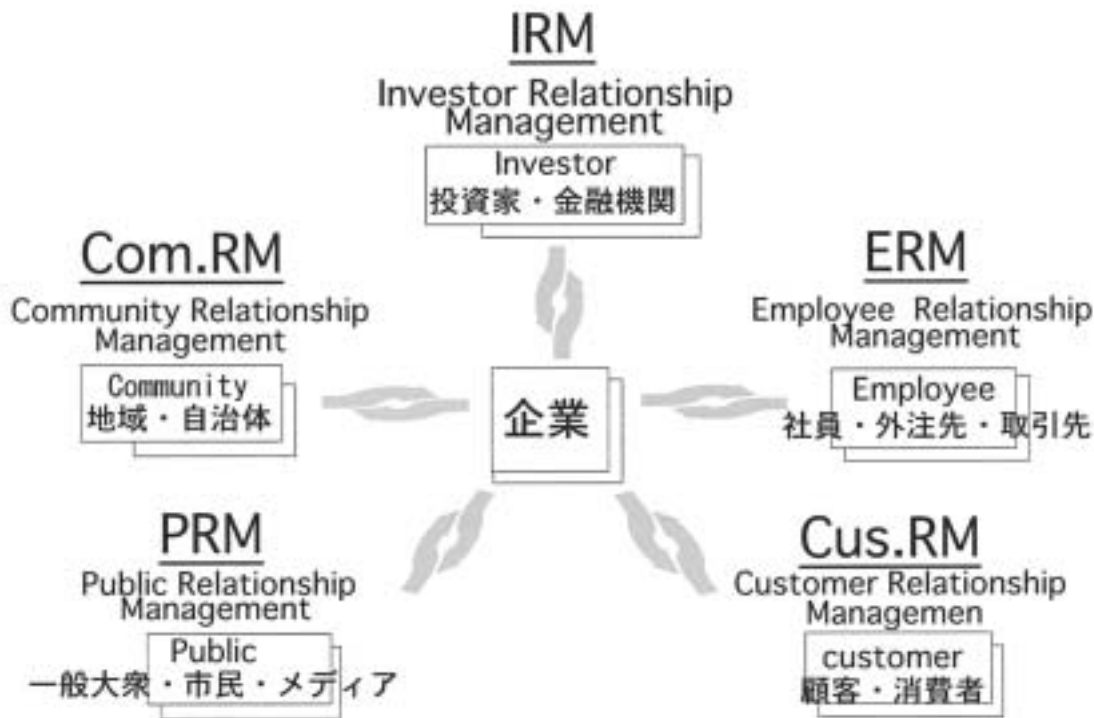 IRM
Investor Relationship
Management
Investor
投資家・金融機関
Com.RM
Community Relationship
Management
Community
地域・自治体
ERM
Employee Relationship
Management
Employee
社員・外注先・取引先
企業
PRM
Public Relationship
Management
Public
一般大衆・市民・メディア
Cus.RM
Customer Relationship
Managemen
customer
顧客・消費者